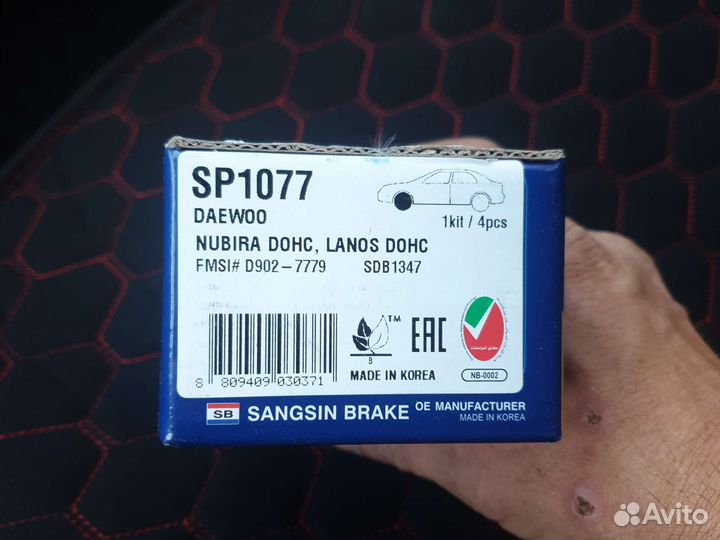 SP1077
DAEWOO
1kit / 4pcs
NUBIRA DOHC, LANOS DOHC
FMSI# D902-7779 SDB1347
8 809409 030371
TM
B
MADE IN KOREA
EAC
NB-0002
SB SANGSIN BRAKE OE MANUFACTURER
MADE IN KOREA
Avito